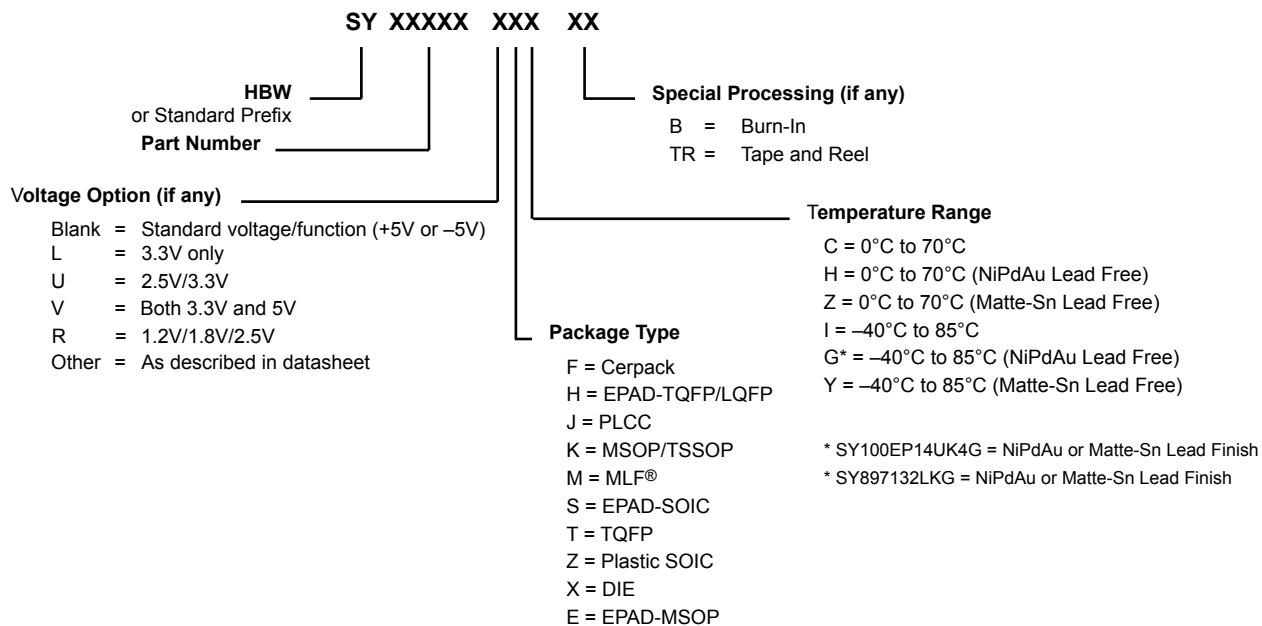 SY XXXXX XXX XX
HBW
or Standard Prefix
Part Number
Voltage Option (if any)
Blank = Standard voltage/function (+5V or –5V)
L = 3.3V only
U = 2.5V/3.3V
V = Both 3.3V and 5V
R = 1.2V/1.8V/2.5V
Other = As described in datasheet
Package Type
F = Cerpack
H = EPAD-TQFP/LQFP
J = PLCC
K = MSOP/TSSOP
M = MLF®
S = EPAD-SOIC
T = TQFP
Z = Plastic SOIC
X = DIE
E = EPAD-MSOP
Special Processing (if any)
B = Burn-In
TR = Tape and Reel
Temperature Range
C = 0°C to 70°C
H = 0°C to 70°C (NiPdAu Lead Free)
Z = 0°C to 70°C (Matte-Sn Lead Free)
I = –40°C to 85°C
G* = –40°C to 85°C (NiPdAu Lead Free)
Y = –40°C to 85°C (Matte-Sn Lead Free)
* SY100EP14UK4G = NiPdAu or Matte-Sn Lead Finish
* SY897132LKG = NiPdAu or Matte-Sn Lead Finish